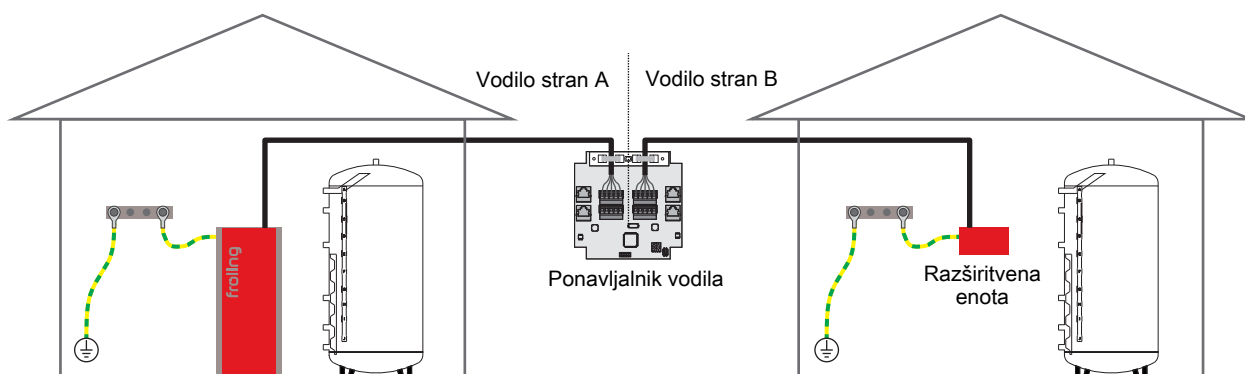 Vodilo stran A
Vodilo stran B
Ponavljalnik vodila
froling
Razširitvena
enota